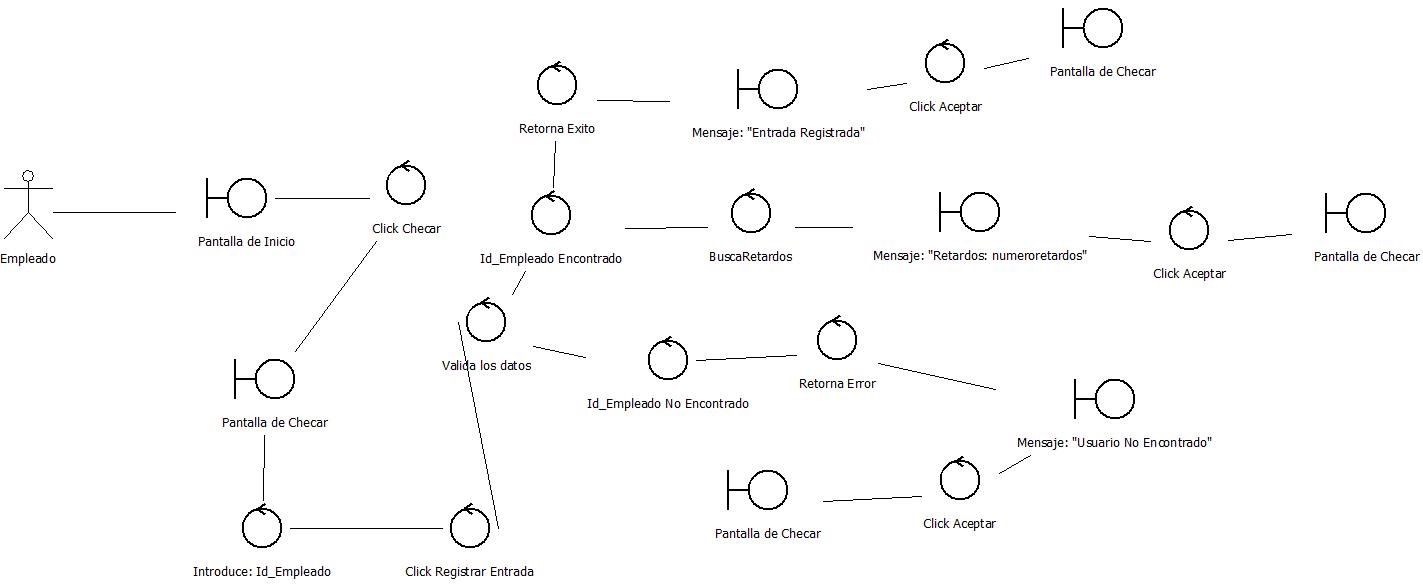 Pantalla de Checar
Click Aceptar
Retorna Exito
Mensaje: "Entrada Registrada"
Empleado
Pantalla de Inicio
Click Checar
Id_Empleado Encontrado
BuscaRetardos
Mensaje: "Retardos: numeroretardos"
Click Aceptar
Pantalla de Checar
Valida los datos
Id_Empleado No Encontrado
Retorna Error
Pantalla de Checar
Mensaje: "Usuario No Encontrado"
Pantalla de Checar
Click Aceptar
Introduce: Id_Empleado
Click Registrar Entrada